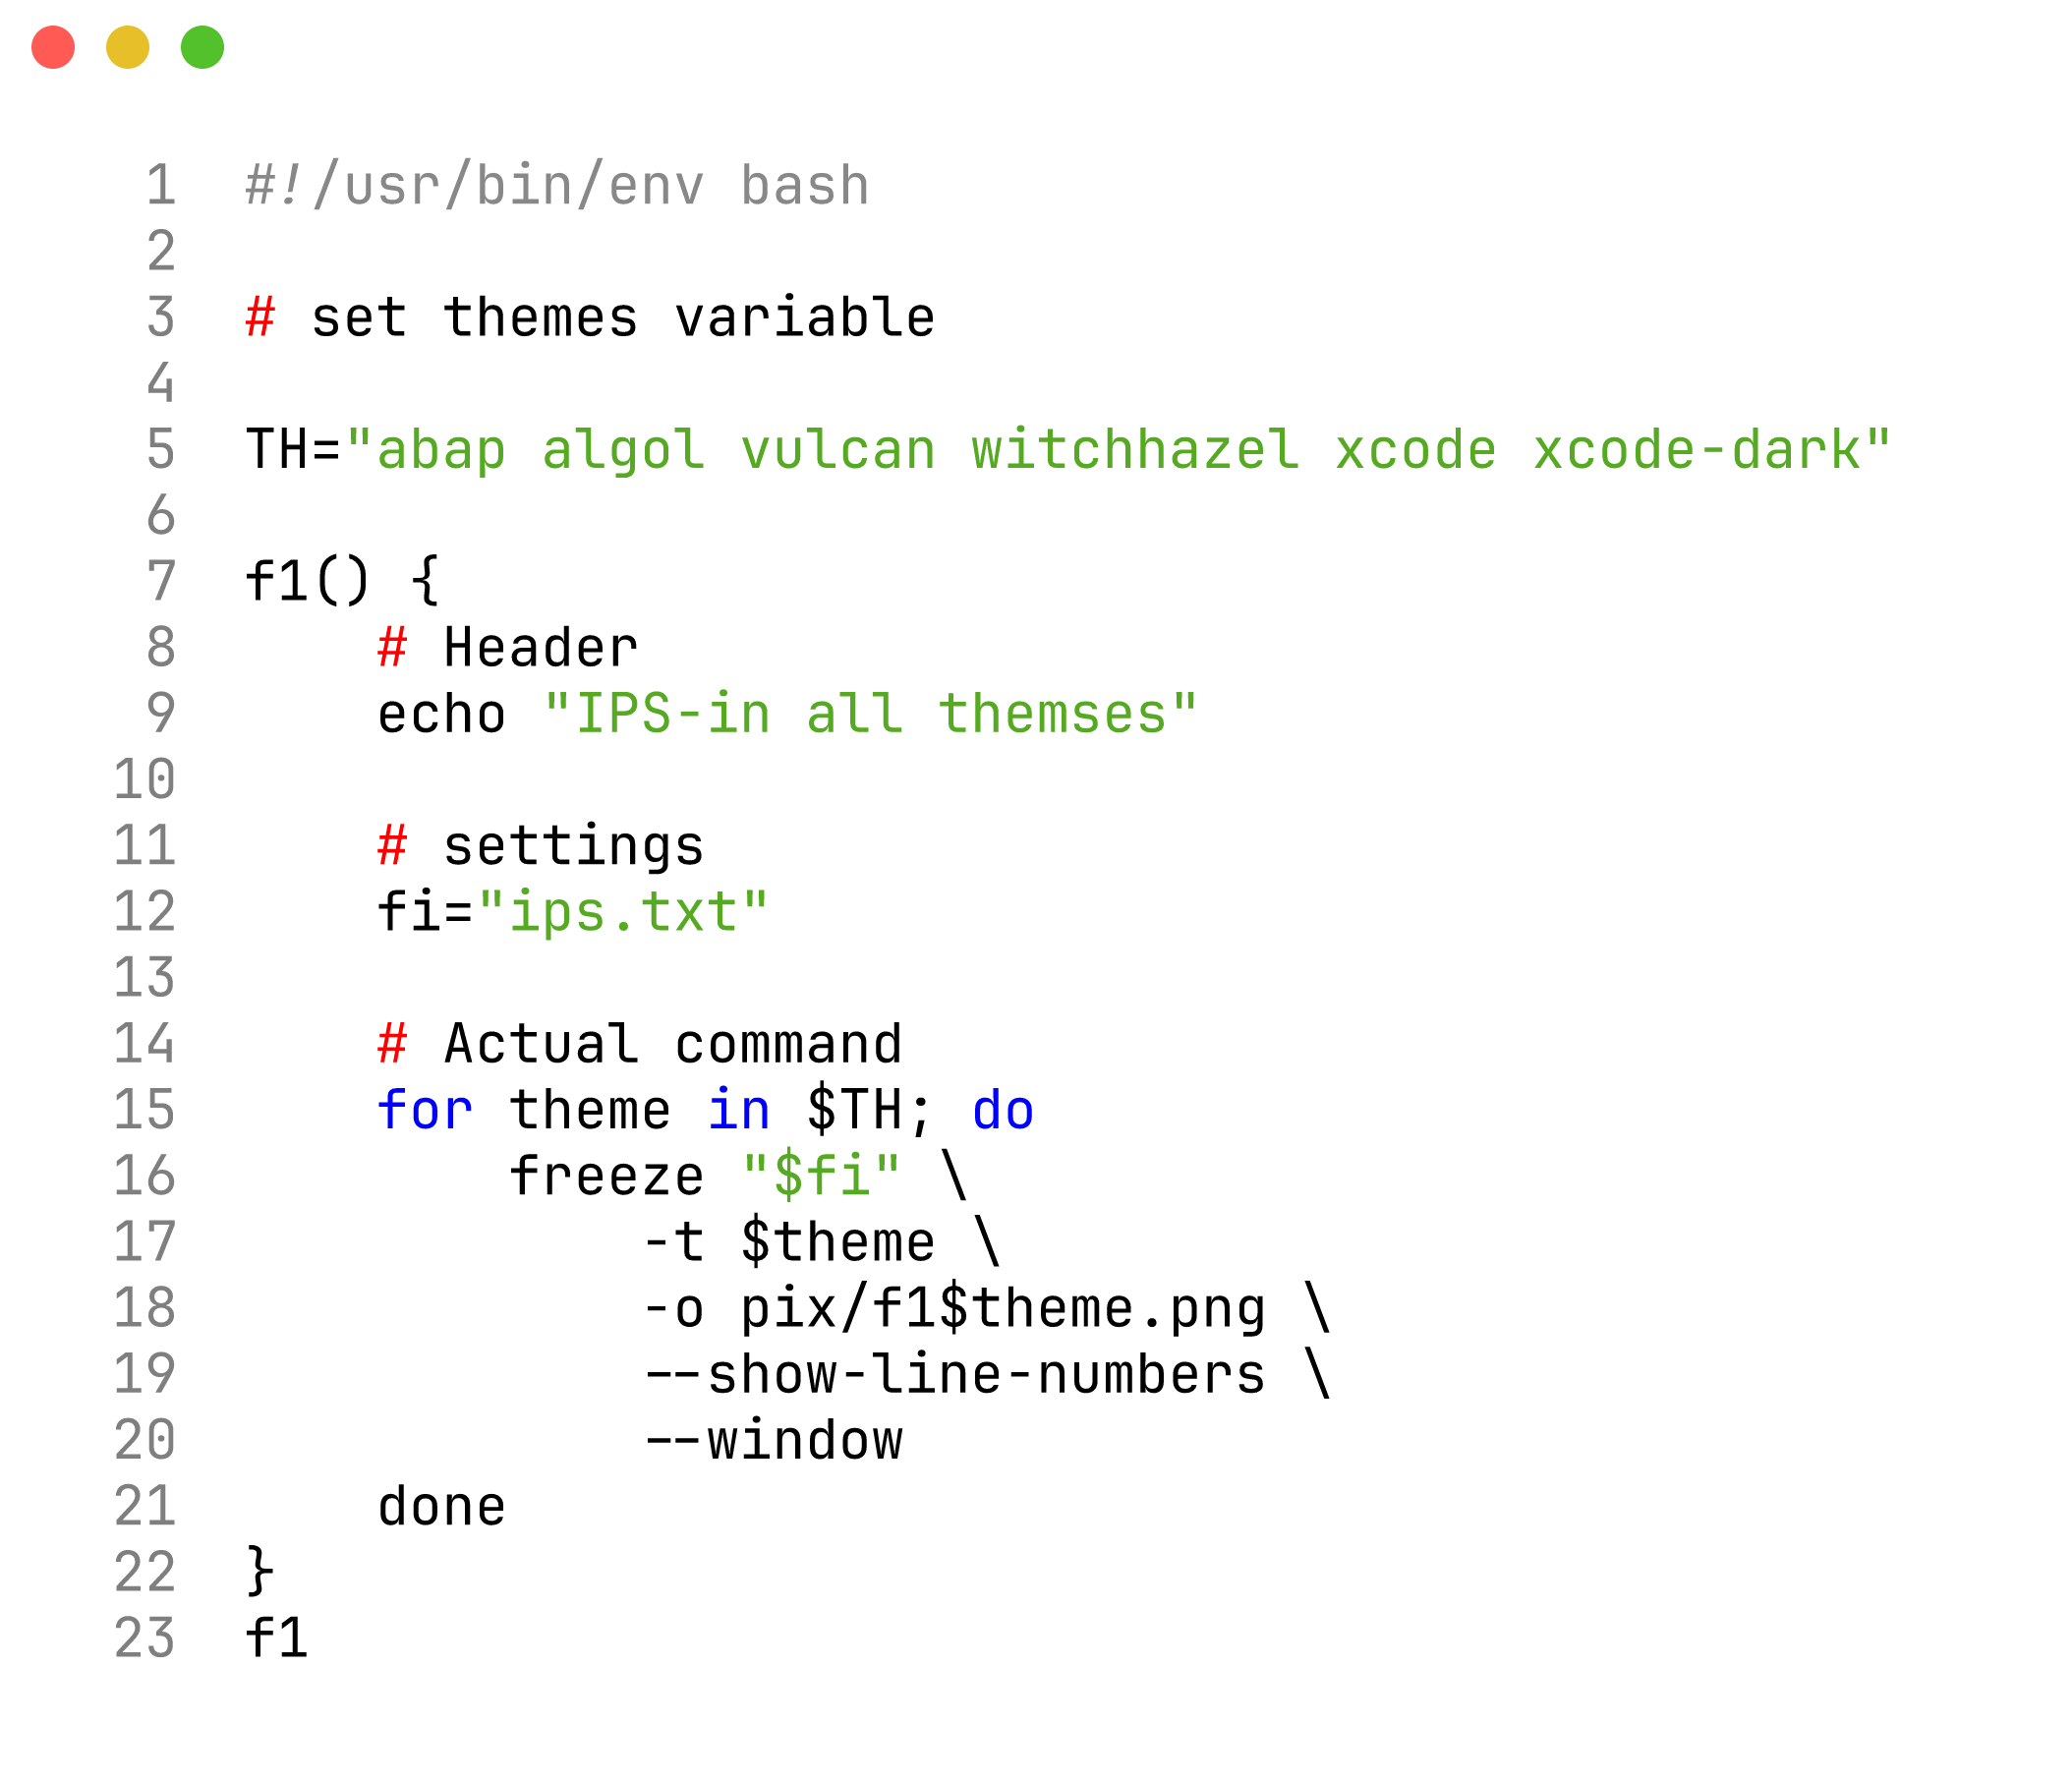 1 #!/usr/bin/env bash
2
3 # set themes variable
4
5 TH="abap algol vulcan witchhazel xcode xcode-dark"
6
7 f1() {
8     # Header
9     echo "IPS-in all themses"
10
11     # settings
12     fi="ips.txt"
13
14     # Actual command
15     for theme in $TH; do
16         freeze "$fi" \
17             -t $theme \
18             -o pix/f1$theme.png \
19             --show-line-numbers \
20             --window
21     done
22 }
23 f1